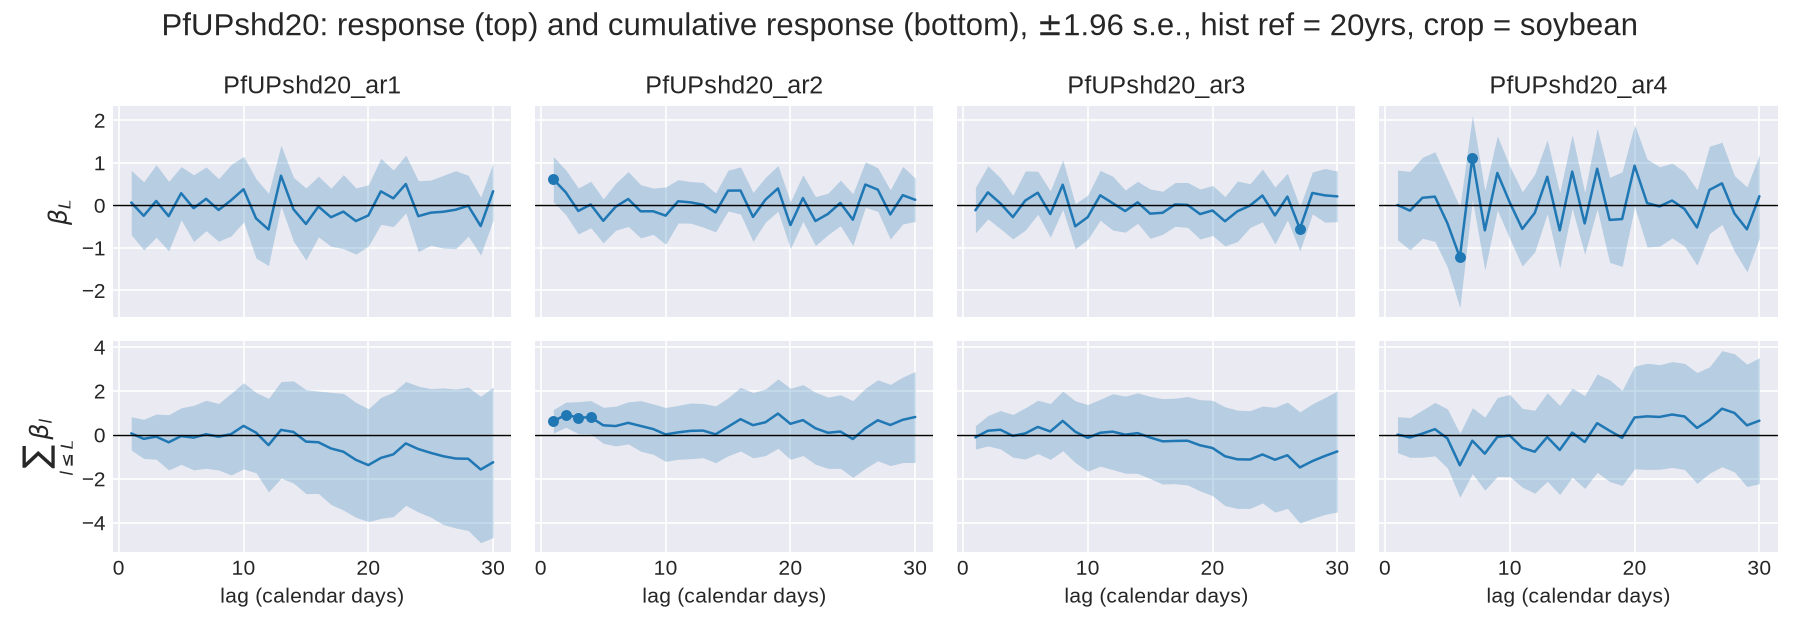 PfUPshd20: response (top) and cumulative response (bottom), ±1.96 s.e., hist ref = 20yrs, crop = soybean
PfUPshd20_ar1 PfUPshd20_ar2 PfUPshd20_ar3 PfUPshd20_ar4
2
1
0
−1
−2
β_L
4
2
0
−2
−4
∑_{l ≤ L} β_l
0 10 20 30 0 10 20 30 0 10 20 30 0 10 20 30
lag (calendar days) lag (calendar days) lag (calendar days) lag (calendar days)